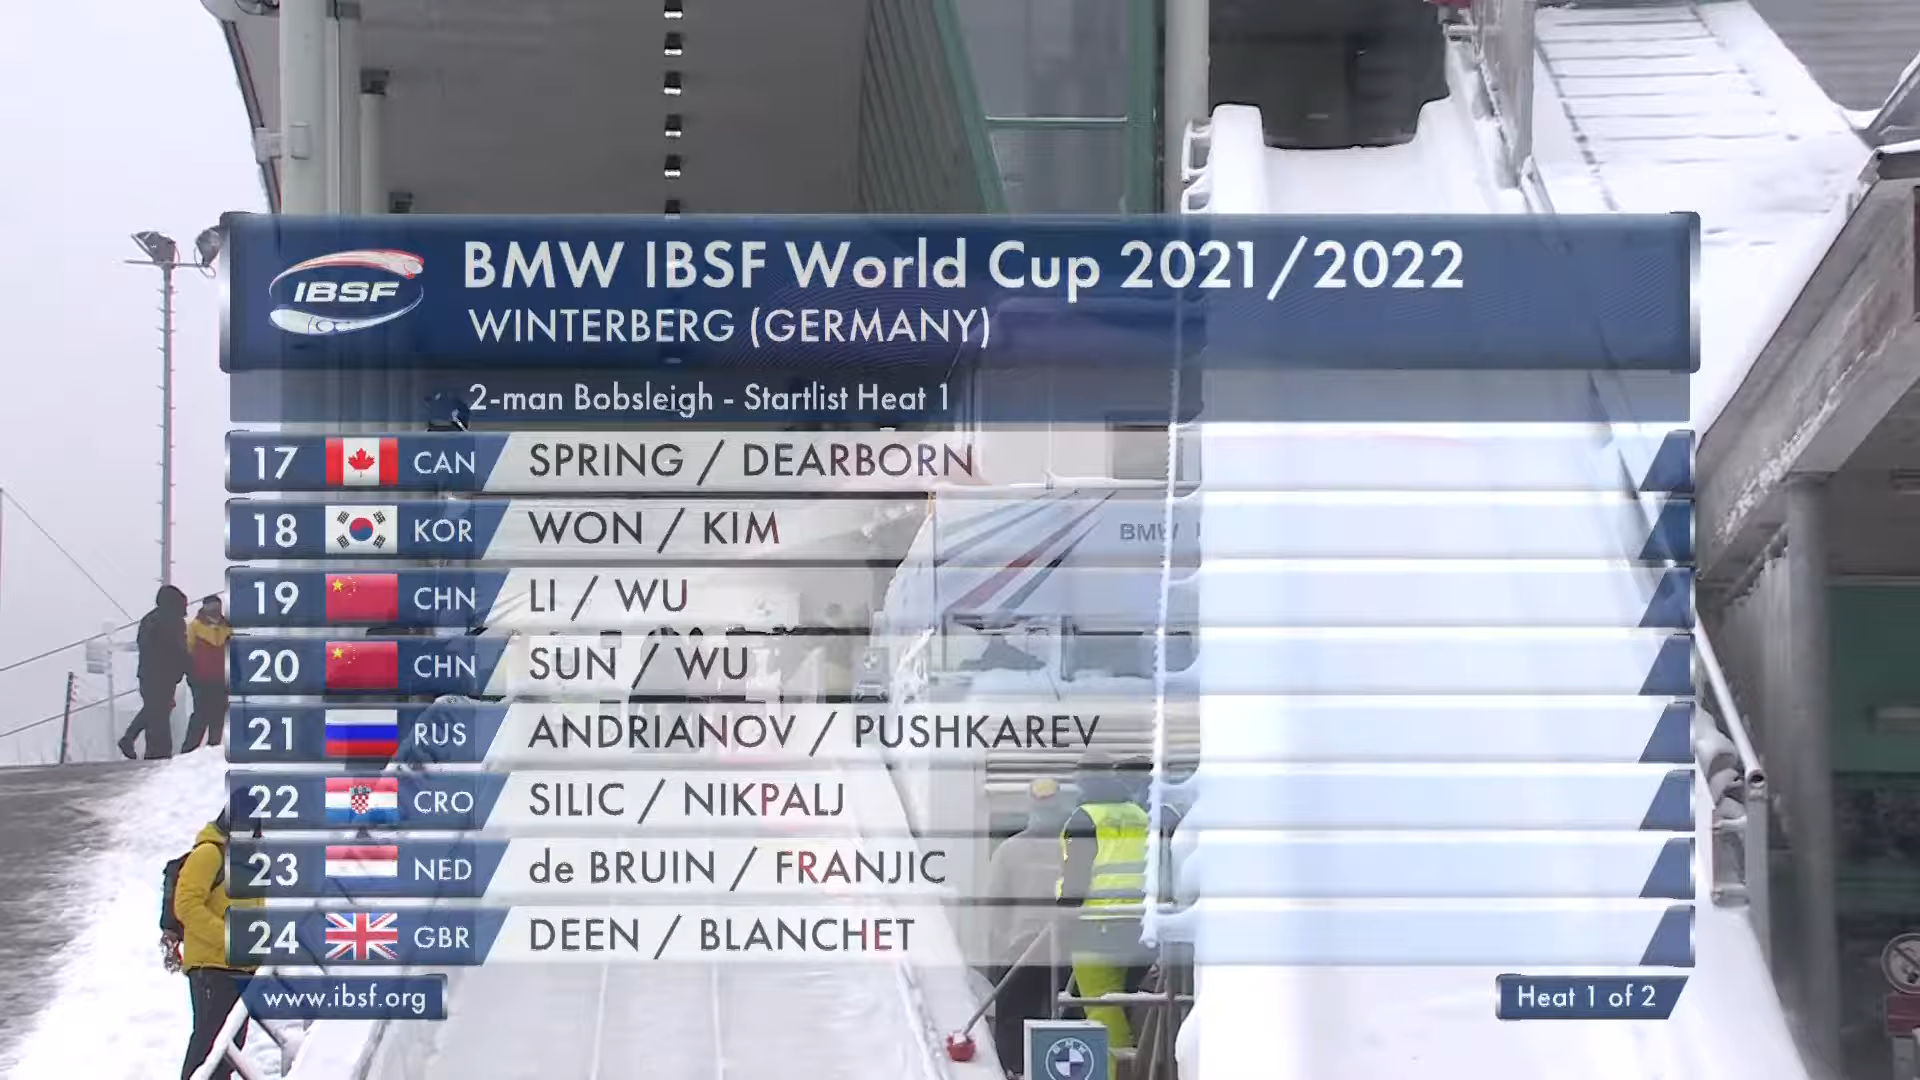 IBSF
BMW IBSF World Cup 2021/2022
WINTERBERG (GERMANY)
2-man Bobsleigh - Startlist Heat 1
17 CAN SPRING / DEARBORN
18 KOR WON / KIM
BMW
19 CHN LI / WU
20 CHN SUN / WU
21 RUS ANDRIANOV / PUSHKAREV
22 CRO SILIC / NIKPALJ
23 NED de BRUIN / FRANJIC
24 GBR DEEN / BLANCHET
www.ibsf.org
Heat 1 of 2
BMW